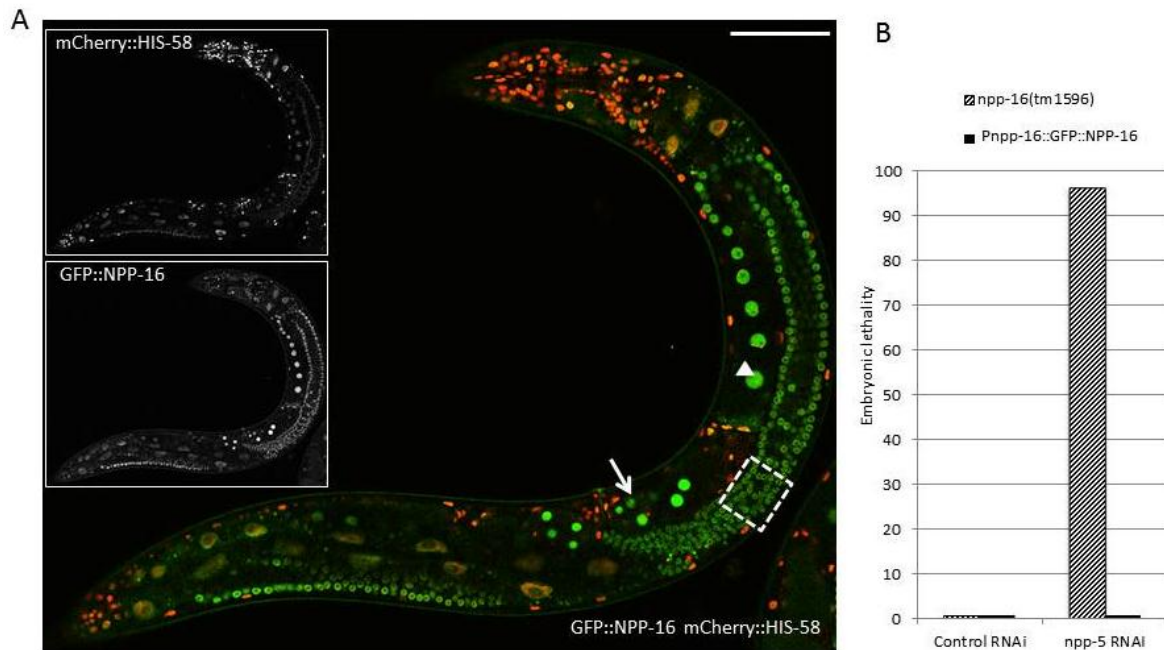 A
mCherry::HIS-58
GFP::NPP-16
GFP::NPP-16 mCherry::HIS-58
B
npp-16(tm1596)
Pnpp-16::GFP::NPP-16
Embryonic lethality
100
90
80
70
60
50
40
30
20
10
0
Control RNAi
npp-5 RNAi